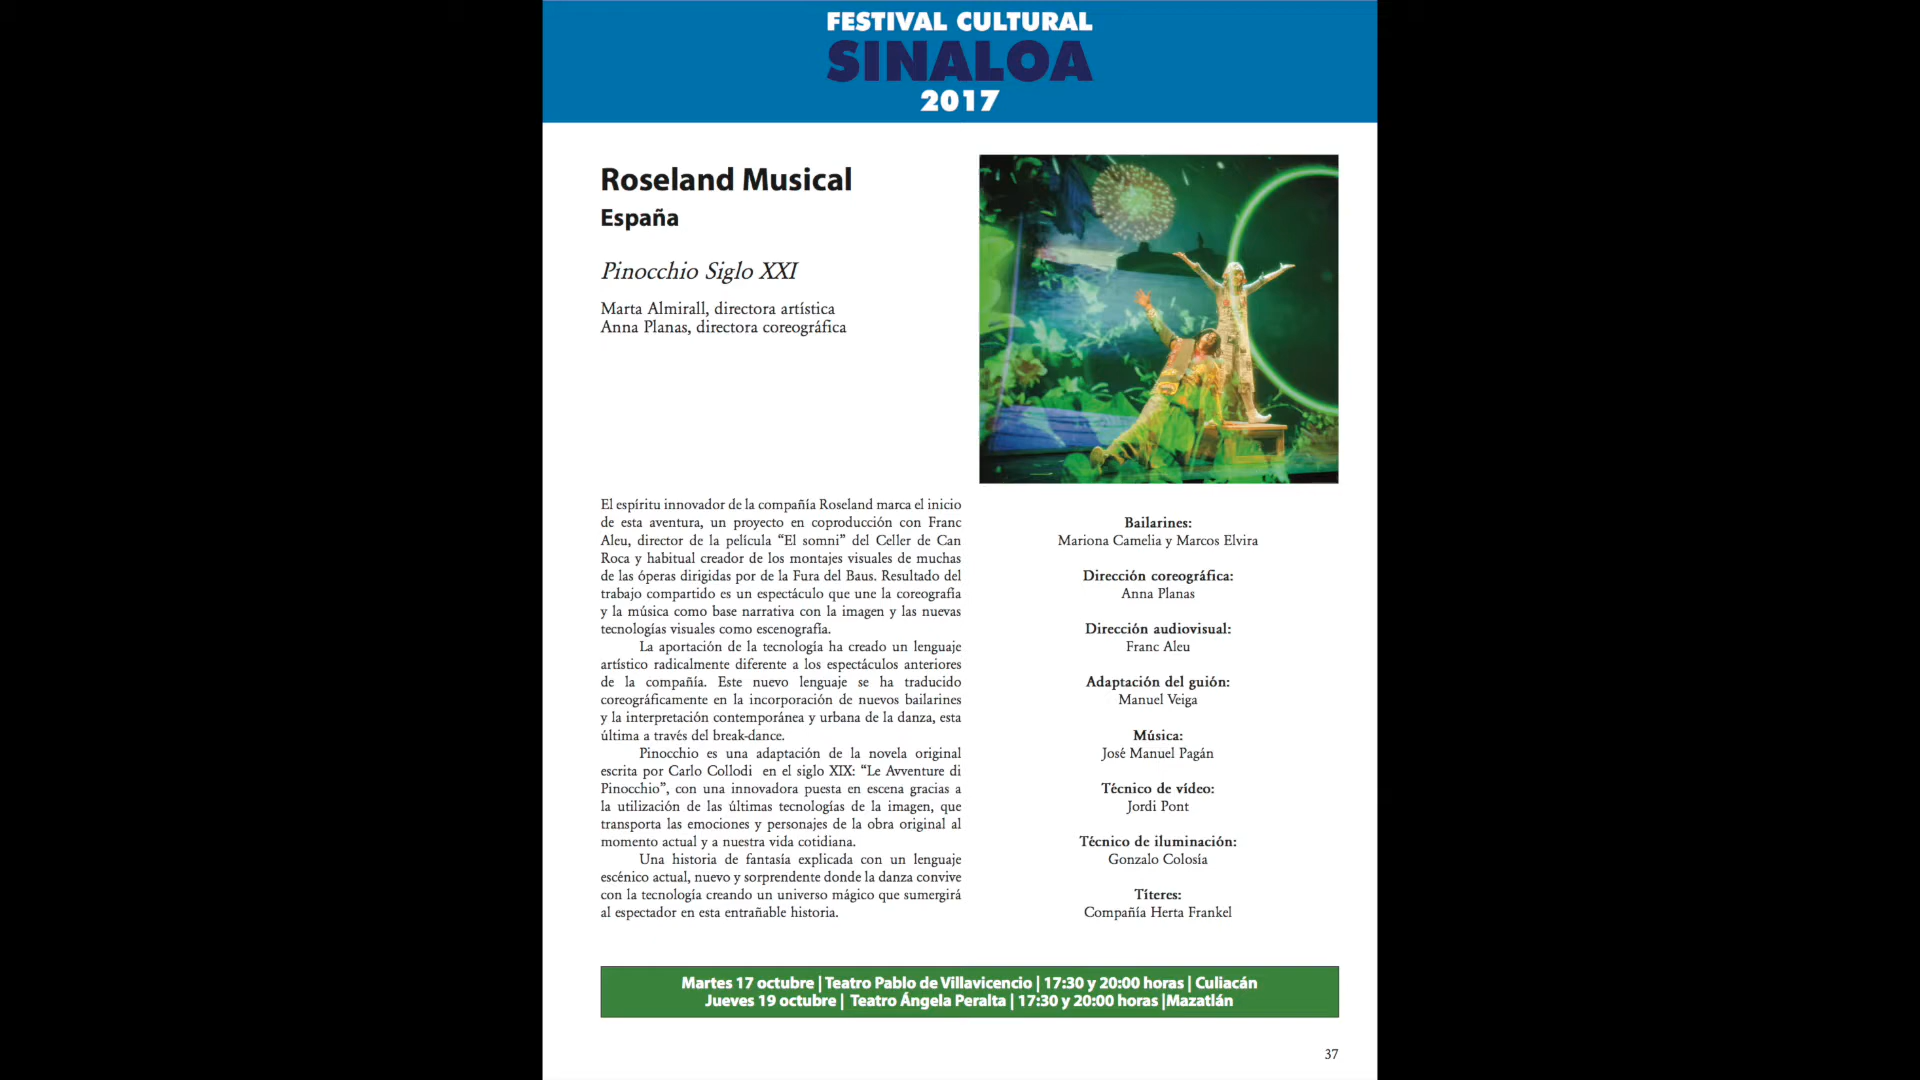 FESTIVAL CULTURAL
SINALOA
2017
Roseland Musical
España
Pinocchio Siglo XXI
Marta Almirall, directora artística
Anna Planas, directora coreográfica
El espíritu innovador de la compañía Roseland marca el inicio
de esta aventura, un proyecto en coproducción con Franc
Aleu, director de la película “El somni” del Celler de Can
Roca y habitual creador de los montajes visuales de muchas
de las óperas dirigidas por de la Fura del Baus. Resultado del
trabajo compartido es un espectáculo que une la coreografía
y la música como base narrativa con la imagen y las nuevas
tecnologías visuales como escenografía.
La aportación de la tecnología ha creado un lenguaje
artístico radicalmente diferente a los espectáculos anteriores
de la compañía. Este nuevo lenguaje se ha traducido
coreográficamente en la incorporación de nuevos bailarines
y la interpretación contemporánea y urbana de la danza, esta
última a través del break-dance.
Pinocchio es una adaptación de la novela original
escrita por Carlo Collodi en el siglo XIX: “Le Avventure di
Pinocchio”, con una innovadora puesta en escena gracias a
la utilización de las últimas tecnologías de la imagen, que
transporta las emociones y personajes de la obra original al
momento actual y a nuestra vida cotidiana.
Una historia de fantasía explicada con un lenguaje
escénico actual, nuevo y sorprendente donde la danza convive
con la tecnología creando un universo mágico que sumergirá
al espectador en esta entrañable historia.
Bailarines:
Mariona Camelia y Marcos Elvira
Dirección coreográfica:
Anna Planas
Dirección audiovisual:
Franc Aleu
Adaptación del guión:
Manuel Veiga
Música:
José Manuel Pagán
Técnico de vídeo:
Jordi Pont
Técnico de iluminación:
Gonzalo Colosía
Títeres:
Compañía Herta Frankel
Martes 17 octubre | Teatro Pablo de Villavicencio | 17:30 y 20:00 horas | Culiacán
Jueves 19 octubre | Teatro Ángela Peralta | 17:30 y 20:00 horas |Mazatlán
37